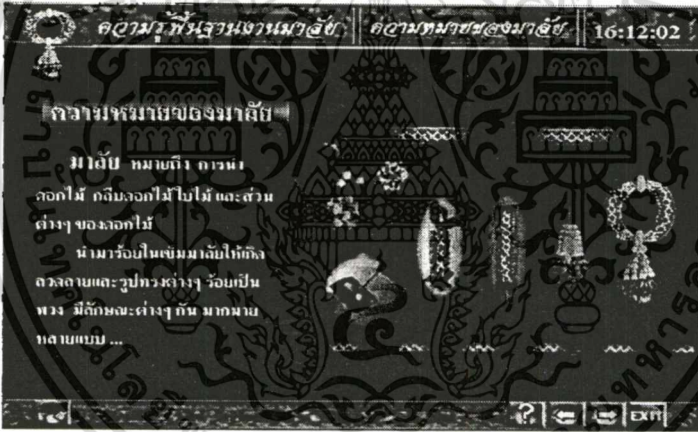 ความรู้พื้นฐานงานมาลัย ความหมายของมาลัย 16:12:02
ความหมายของมาลัย
มาลัย หมายถึง การนำ
ดอกไม้ กลีบดอกไม้ ใบไม้ และส่วน
ต่างๆ ของดอกไม้
นำมาร้อยในเข็มมาลัยให้เกิด
ลวดลายและรูปทรงต่างๆ ร้อยเป็น
พวง มีลักษณะต่างๆ กัน มากมาย
หลายแบบ ...
? EXIT